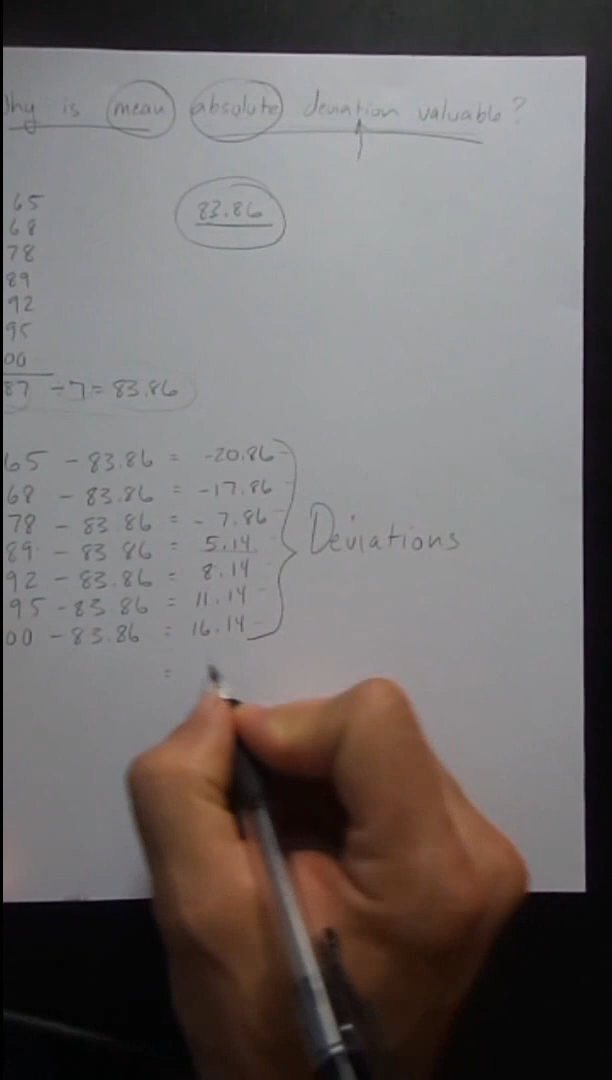 Why is mean absolute deviation valuable?
83.86
65
68
78
89
92
95
00
87 ÷ 7 = 83.86
65 - 83.86 = -20.86
68 - 83.86 = -17.86
78 - 83.86 = - 7.86
89 - 83.86 = 5.14
92 - 83.86 = 8.14
95 - 83.86 = 11.14
00 - 83.86 = 16.14
Deviations
=